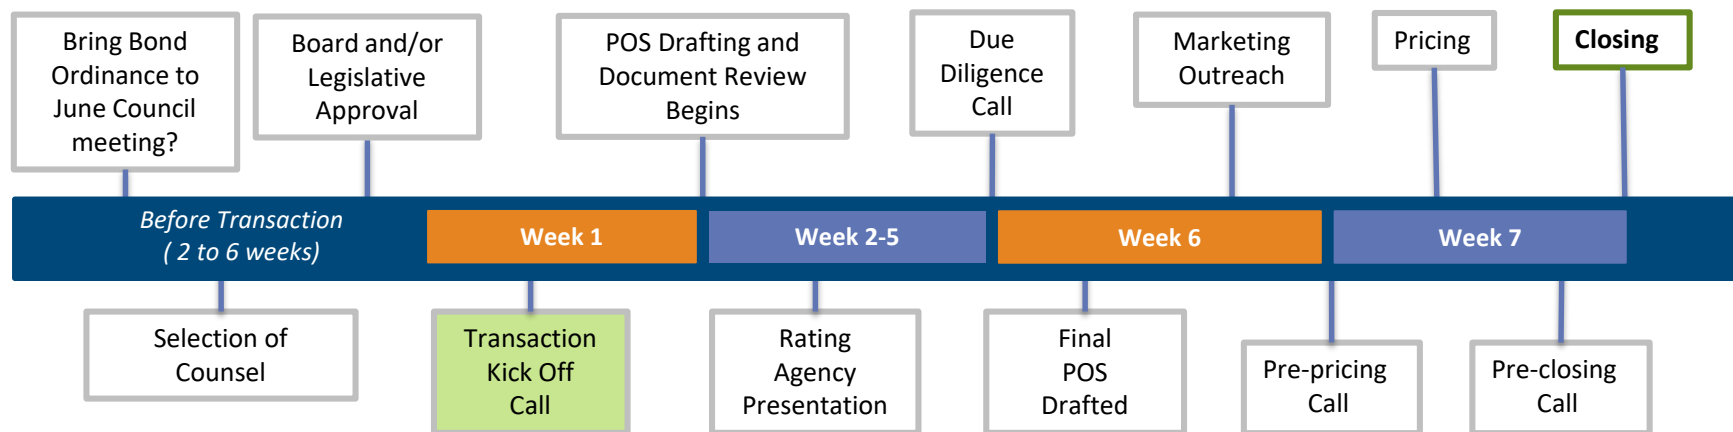 Bring Bond
Ordinance to
June Council
meeting?
Board and/or
Legislative
Approval
POS Drafting and
Document Review
Begins
Due
Diligence
Call
Marketing
Outreach
Pricing
Closing
Before Transaction
( 2 to 6 weeks)
Week 1
Week 2-5
Week 6
Week 7
Selection of
Counsel
Transaction
Kick Off
Call
Rating
Agency
Presentation
Final
POS
Drafted
Pre-pricing
Call
Pre-closing
Call